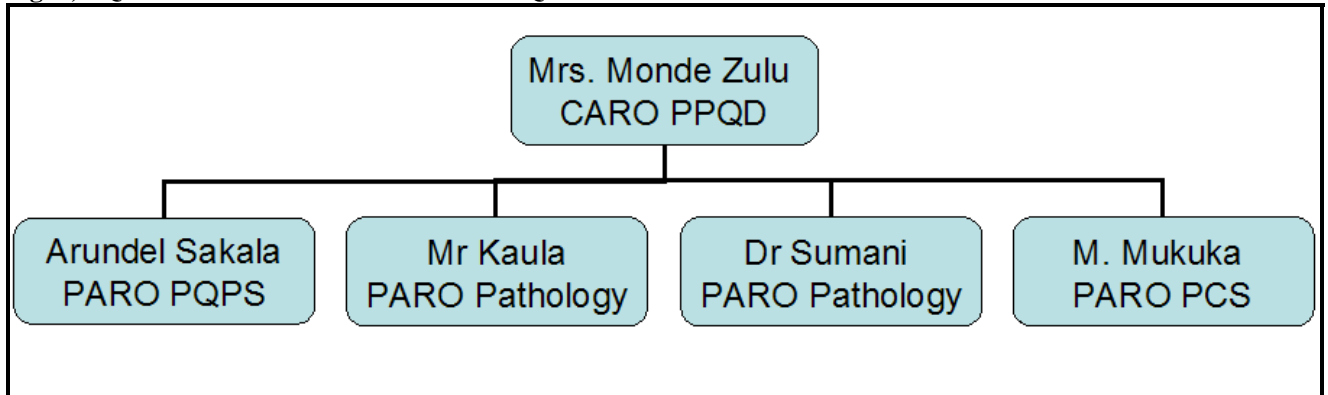 Mrs. Monde Zulu
CARO PPQD
Arundel Sakala
PARO PQPS
Mr Kaula
PARO Pathology
Dr Sumani
PARO Pathology
M. Mukuka
PARO PCS